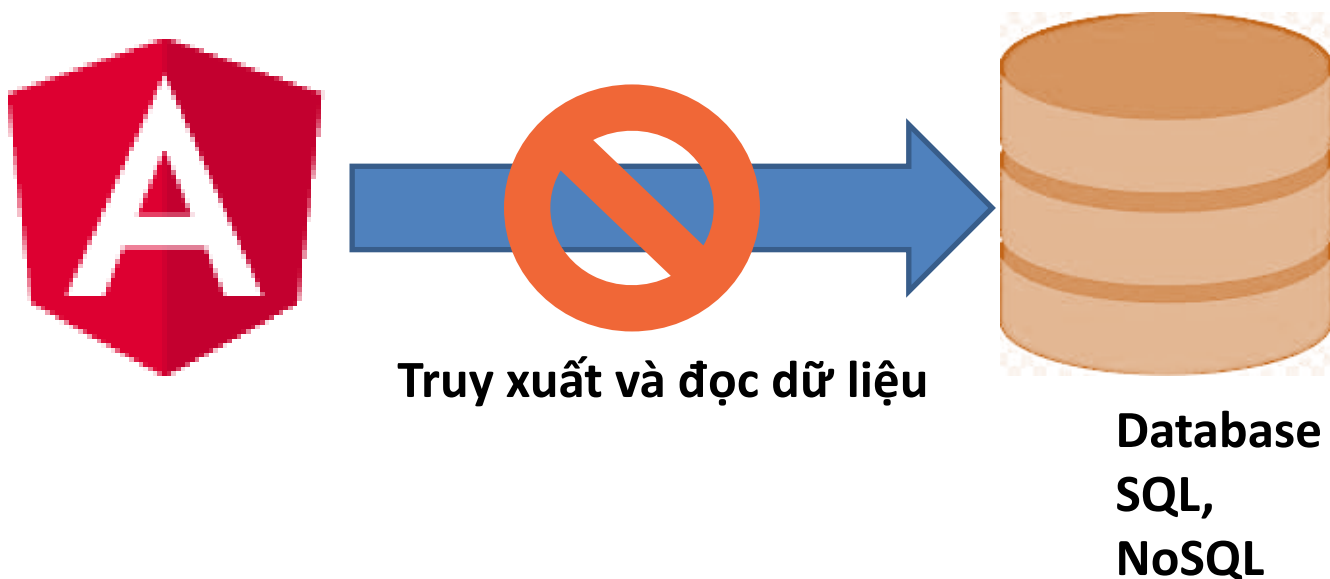 A
Truy xuất và đọc dữ liệu
Database
SQL,
NoSQL